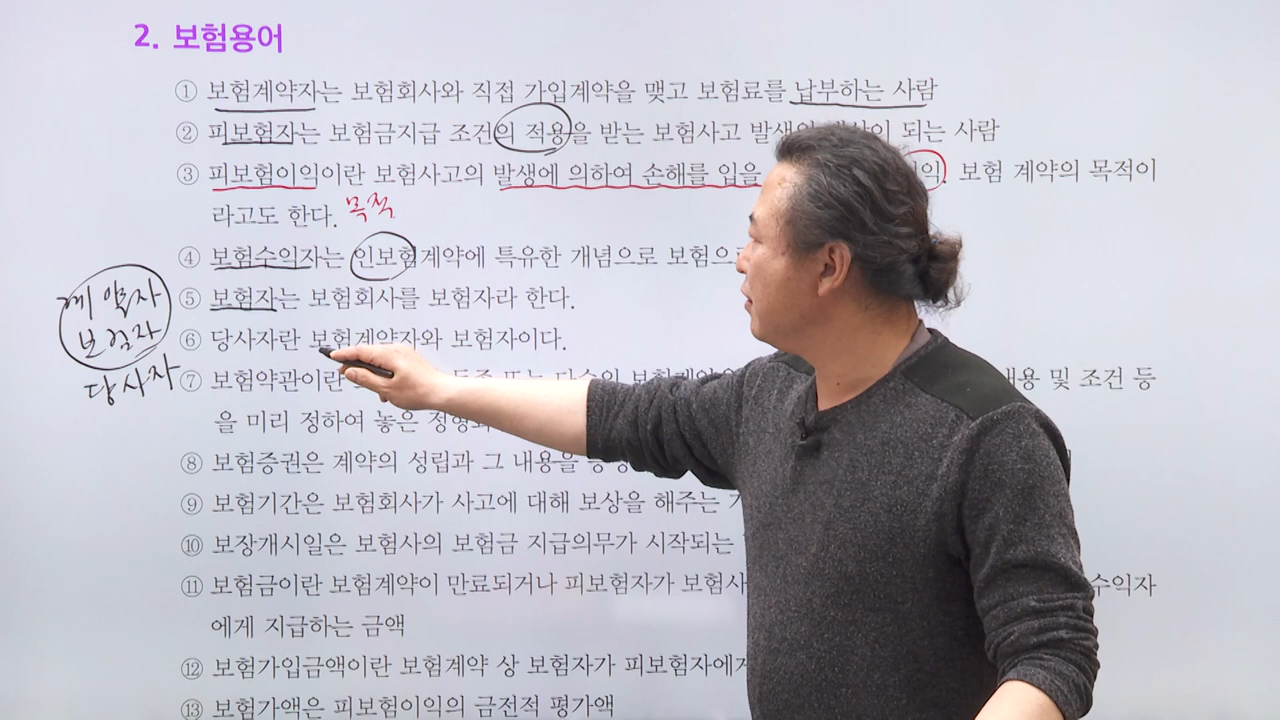 2. 보험용어
① 보험계약자는 보험회사와 직접 가입계약을 맺고 보험료를 납부하는 사람
② 피보험자는 보험금지급 조건의 적용을 받는 보험사고 발생의 되는 사람
③ 피보험이익이란 보험사고의 발생에 의하여 손해를 입을 익. 보험 계약의 목적이
라고도 한다. 목적
④ 보험수익자는 인보험계약에 특유한 개념으로 보험으로
계약자
⑤ 보험자는 보험회사를 보험자라 한다.
보험자
⑥ 당사자란 보험계약자와 보험자이다.
당사자
⑦ 보험약관이란 또는 다수의 보험계약을 내용 및 조건 등
을 미리 정하여 놓은
⑧ 보험증권은 계약의 성립과 그 내용을
⑨ 보험기간은 보험회사가 사고에 대해 보상을 해주는
⑩ 보장개시일은 보험사의 보험금 지급의무가 시작되는
⑪ 보험금이란 보험계약이 만료되거나 피보험자가 수익자
에게 지급하는 금액
⑫ 보험가입금액이란 보험계약 상 보험자가 피보험자에게
⑬ 보험가액은 피보험이익의 금전적 평가액